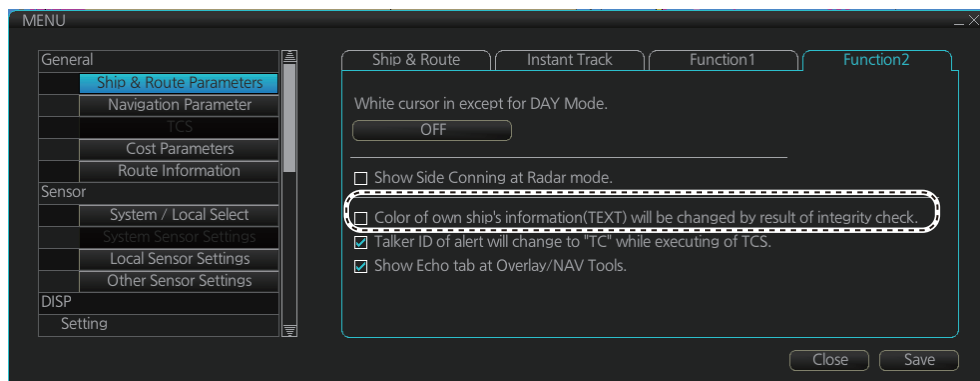 MENU
General
Ship & Route Parameters
Navigation Parameter
TCS
Cost Parameters
Route Information
Sensor
System / Local Select
System Sensor Settings
Local Sensor Settings
Other Sensor Settings
DISP
Setting
Ship & Route
Instant Track
Function1
Function2
White cursor in except for DAY Mode.
OFF
Show Side Conning at Radar mode.
Color of own ship's information(TEXT) will be changed by result of integrity check.
Talker ID of alert will change to "TC" while executing of TCS.
Show Echo tab at Overlay/NAV Tools.
Close
Save